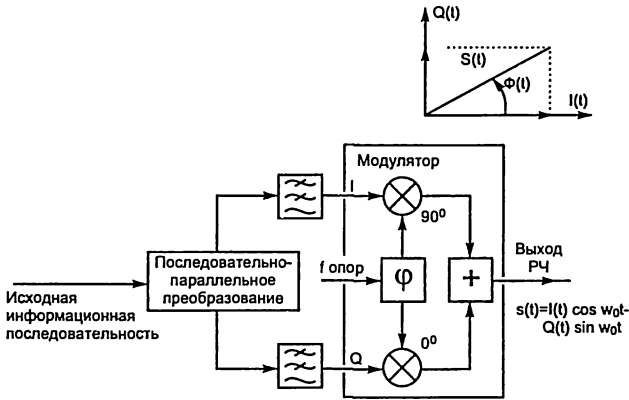 Q(t)
S(t)
Φ(t)
I(t)
Модулятор
I
90⁰
Последовательно-
параллельное
преобразование
f опор
φ
+
Выход
РЧ
Исходная
информационная
последовательность
s(t)=I(t) cos w₀t-
Q(t) sin w₀t
0⁰
Q